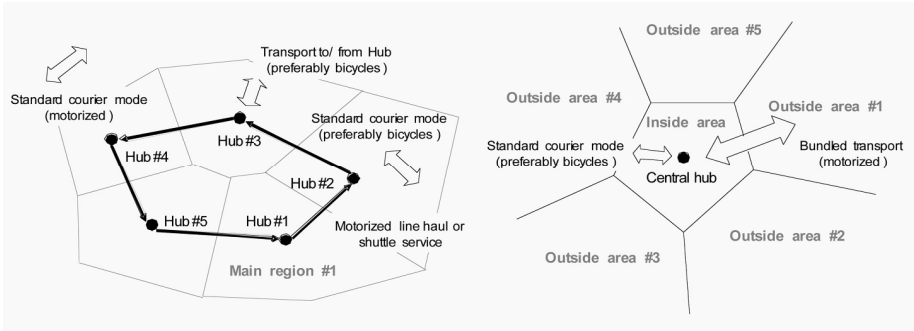 Transport to/ from Hub
(preferably bicycles )
Standard courier mode
(motorized )
Standard courier mode
(preferably bicycles )
Hub #3
Hub #4
Hub #2
Hub #5
Hub #1
Motorized line haul or
shuttle service
Main region #1
Outside area #5
Outside area #4
Outside area #1
Inside area
Standard courier mode
(preferably bicycles )
Bundled transport
(motorized )
Central hub
Outside area #2
Outside area #3